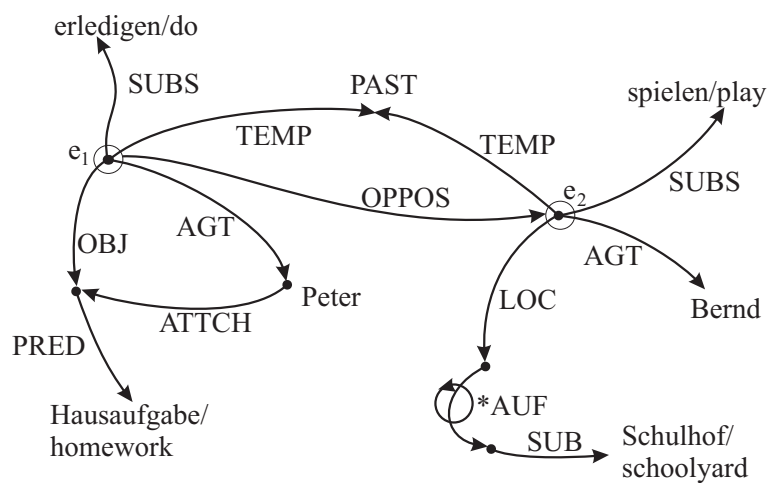 erledigen/do
SUBS
PAST
spielen/play
TEMP
TEMP
e1
SUBS
e2
OPPOS
AGT
AGT
OBJ
Peter
LOC
Bernd
ATTCH
PRED
*AUF
Hausaufgabe/
homework
SUB
Schulhof/
schoolyard